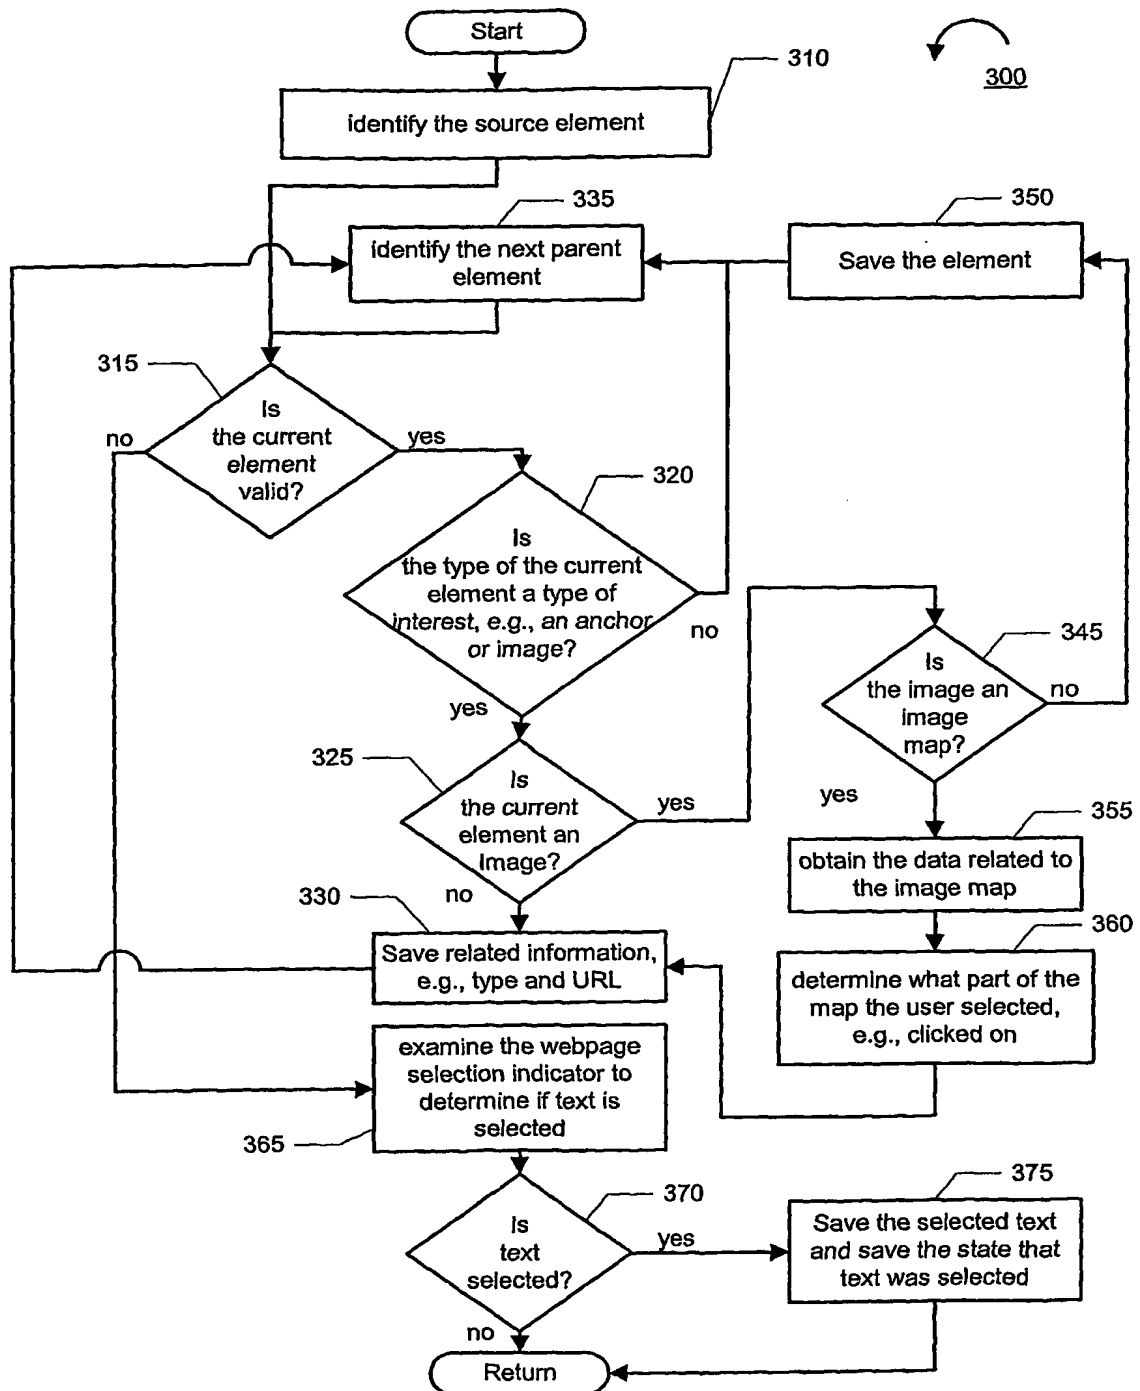 Start
310
300
identify the source element
335
350
identify the next parent
element
Save the element
315
Is
the current
element
valid?
no
yes
320
Is
the type of the current
element a type of
interest, e.g., an anchor
or image?
no
yes
345
Is
the image an
image
map?
no
yes
325
Is
the current
element an
Image?
yes
no
355
obtain the data related to
the image map
330
Save related information,
e.g., type and URL
360
determine what part of the
map the user selected,
e.g., clicked on
examine the webpage
selection indicator to
determine if text is
selected
365
370
Is
text
selected?
yes
no
375
Save the selected text
and save the state that
text was selected
Return